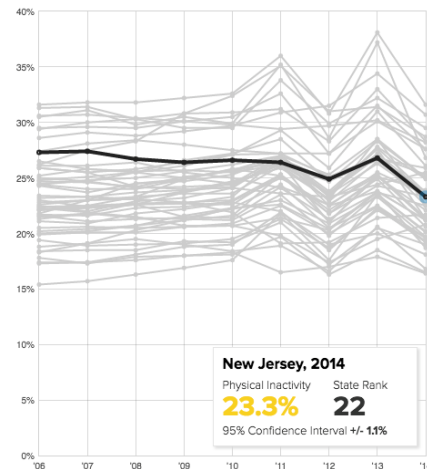 40%
35%
30%
25%
20%
15%
10%
5%
0%
New Jersey, 2014
Physical Inactivity State Rank
23.3% 22
95% Confidence Interval +/- 1.1%
'06 '07 '08 '09 '10 '11 '12 '13